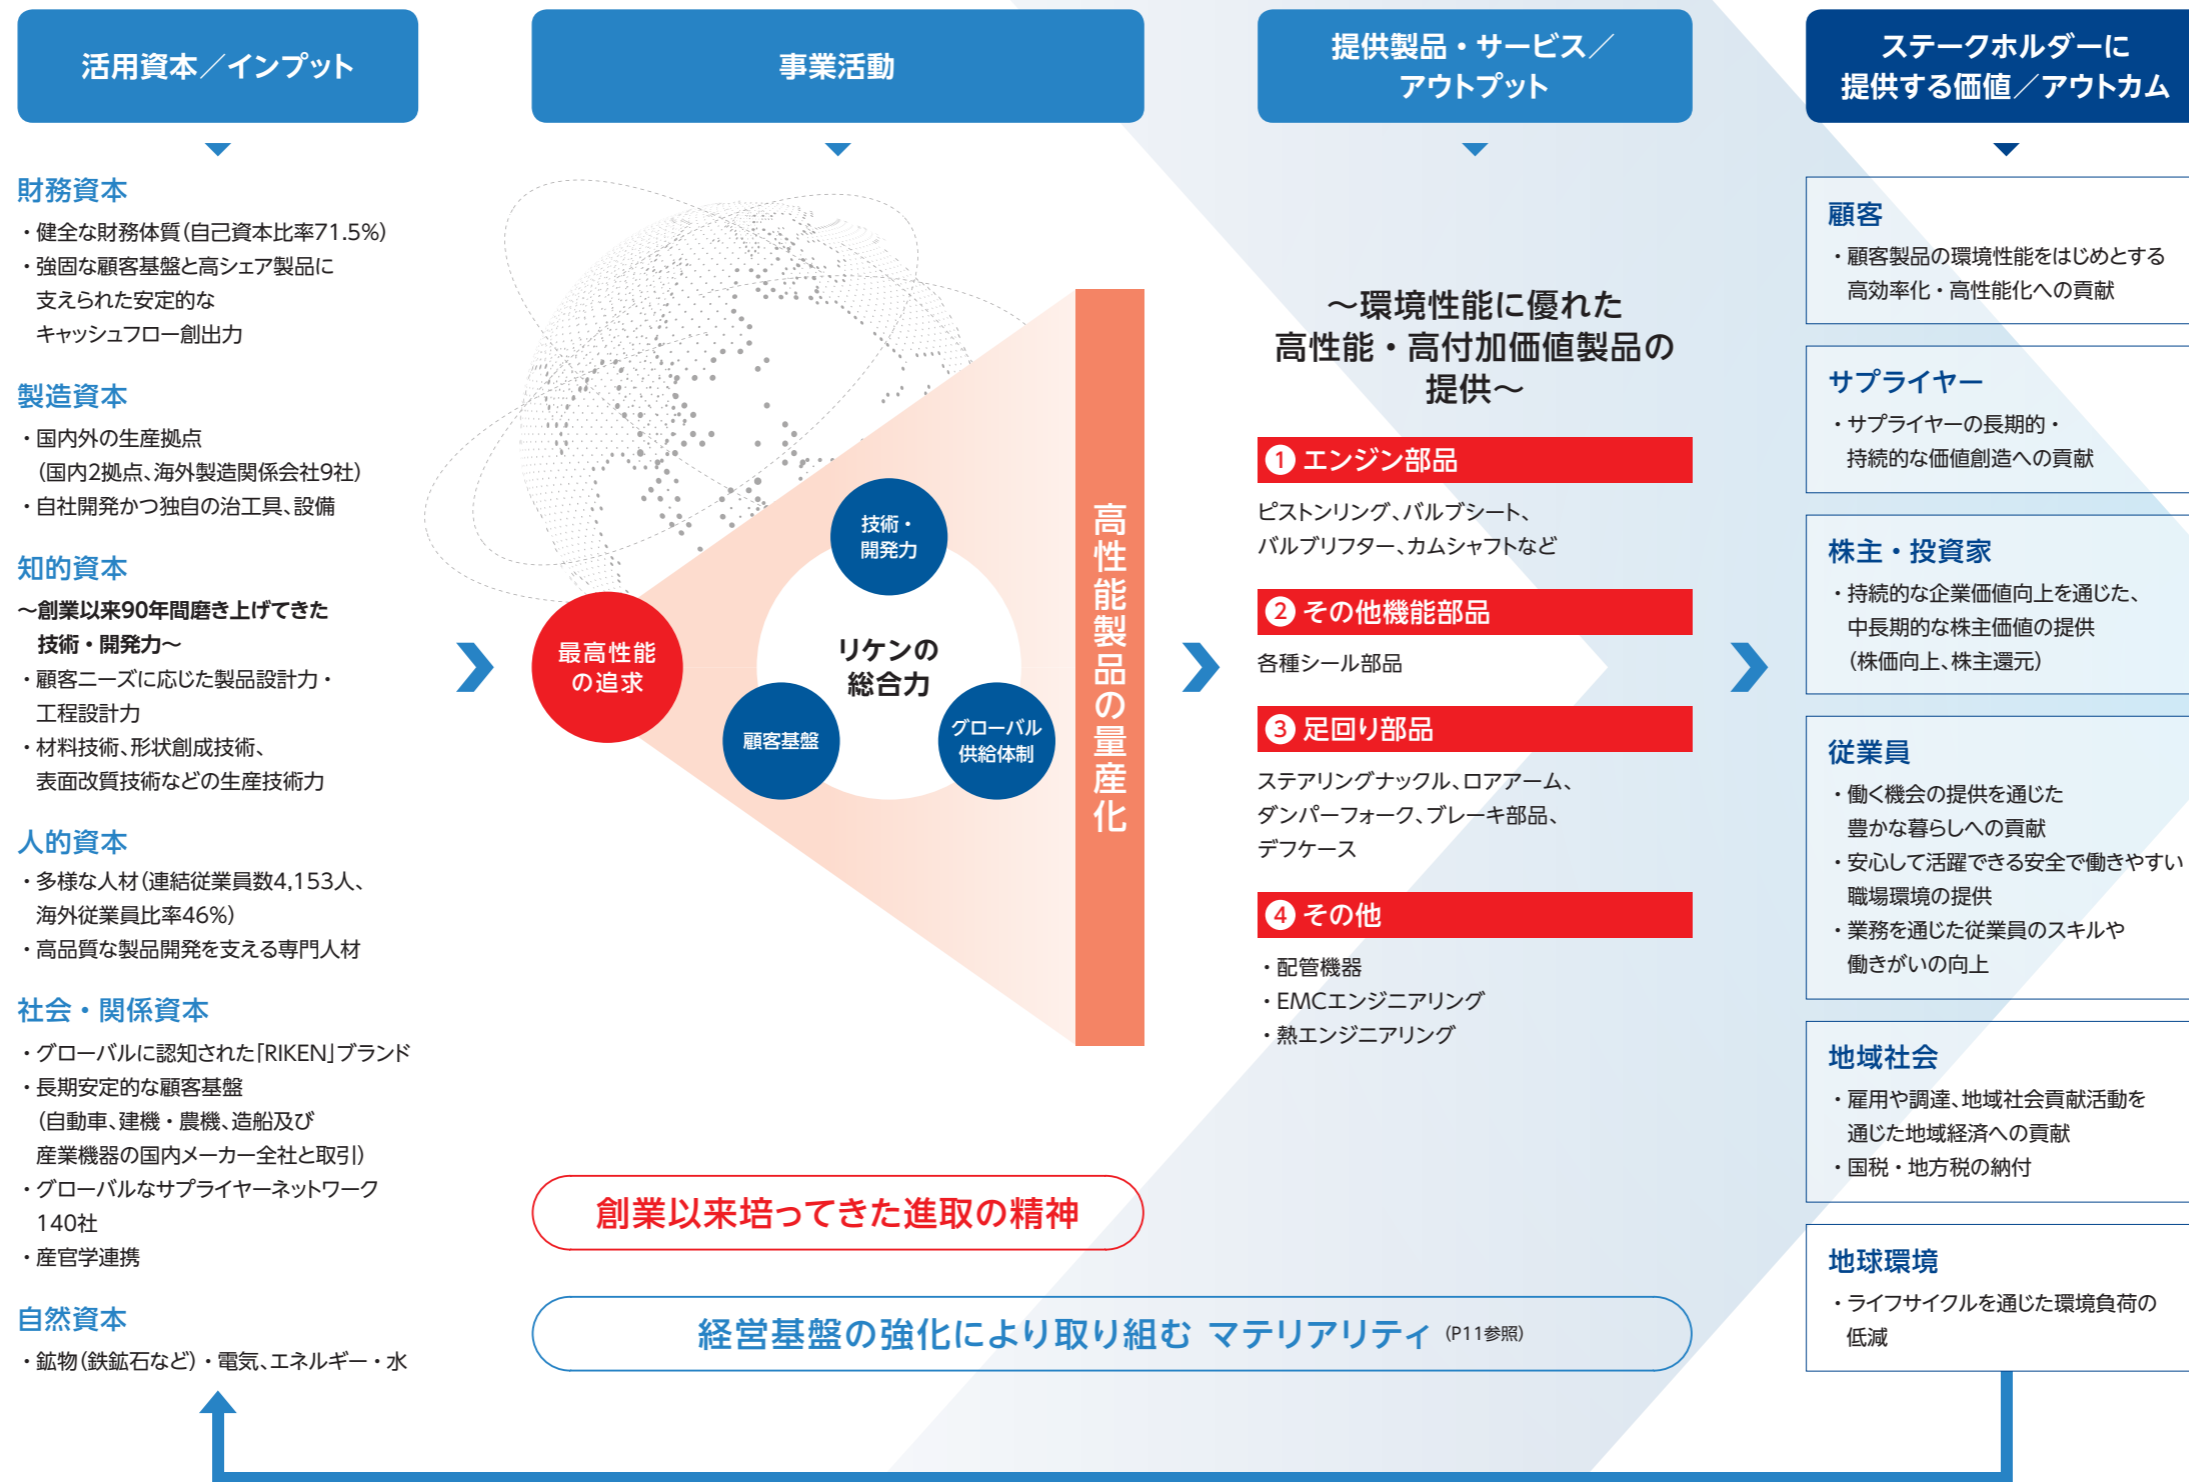 活用資本／インプット
財務資本
・健全な財務体質（自己資本比率71.5%）
・強固な顧客基盤と高シェア製品に
支えられた安定的な
キャッシュフロー創出力
製造資本
・国内外の生産拠点
（国内2拠点、海外製造関係会社9社）
・自社開発かつ独自の治工具、設備
知的資本
～創業以来90年間磨き上げてきた
技術・開発力～
・顧客ニーズに応じた製品設計力・
工程設計力
・材料技術、形状創成技術、
表面改質技術などの生産技術力
人的資本
・多様な人材（連結従業員数4,153人、
海外従業員比率46%）
・高品質な製品開発を支える専門人材
社会・関係資本
・グローバルに認知された「RIKEN」ブランド
・長期安定的な顧客基盤
（自動車、建機・農機、造船及び
産業機器の国内メーカー全社と取引）
・グローバルなサプライヤーネットワーク
140社
・産官学連携
自然資本
・鉱物（鉄鉱石など）・電気、エネルギー・水
事業活動
最高性能
の追求
技術・
開発力
リケンの
総合力
顧客基盤
グローバル
供給体制
高性能製品の量産化
創業以来培ってきた進取の精神
経営基盤の強化により取り組む マテリアリティ （P11参照）
提供製品・サービス／
アウトプット
～環境性能に優れた
高性能・高付加価値製品の
提供～
1 エンジン部品
ピストンリング、バルブシート、
バルブリフター、カムシャフトなど
2 その他機能部品
各種シール部品
3 足回り部品
ステアリングナックル、ロアアーム、
ダンパーフォーク、ブレーキ部品、
デフケース
4 その他
・配管機器
・EMCエンジニアリング
・熱エンジニアリング
ステークホルダーに
提供する価値／アウトカム
顧客
・顧客製品の環境性能をはじめとする
高効率化・高性能化への貢献
サプライヤー
・サプライヤーの長期的・
持続的な価値創造への貢献
株主・投資家
・持続的な企業価値向上を通じた、
中長期的な株主価値の提供
（株価向上、株主還元）
従業員
・働く機会の提供を通じた
豊かな暮らしへの貢献
・安心して活躍できる安全で働きやすい
職場環境の提供
・業務を通じた従業員のスキルや
働きがいの向上
地域社会
・雇用や調達、地域社会貢献活動を
通じた地域経済への貢献
・国税・地方税の納付
地球環境
・ライフサイクルを通じた環境負荷の
低減